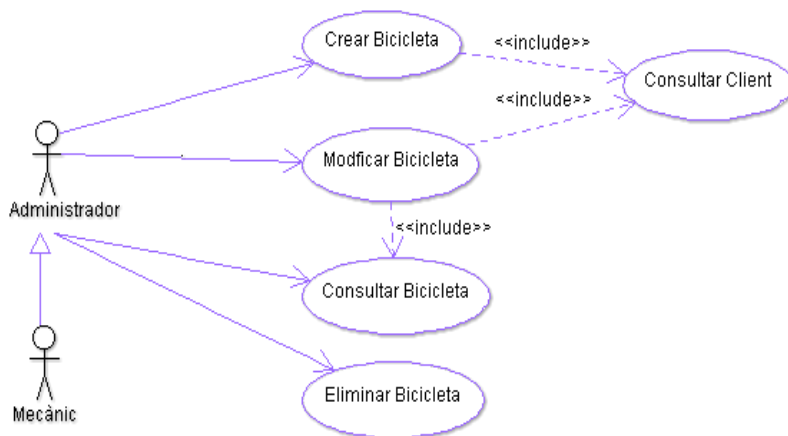 Crear Bicicleta
<<include>>
Consultar Client
<<include>>
Modficar Bicicleta
Administrador
<<include>>
Consultar Bicicleta
Eliminar Bicicleta
Mecànic